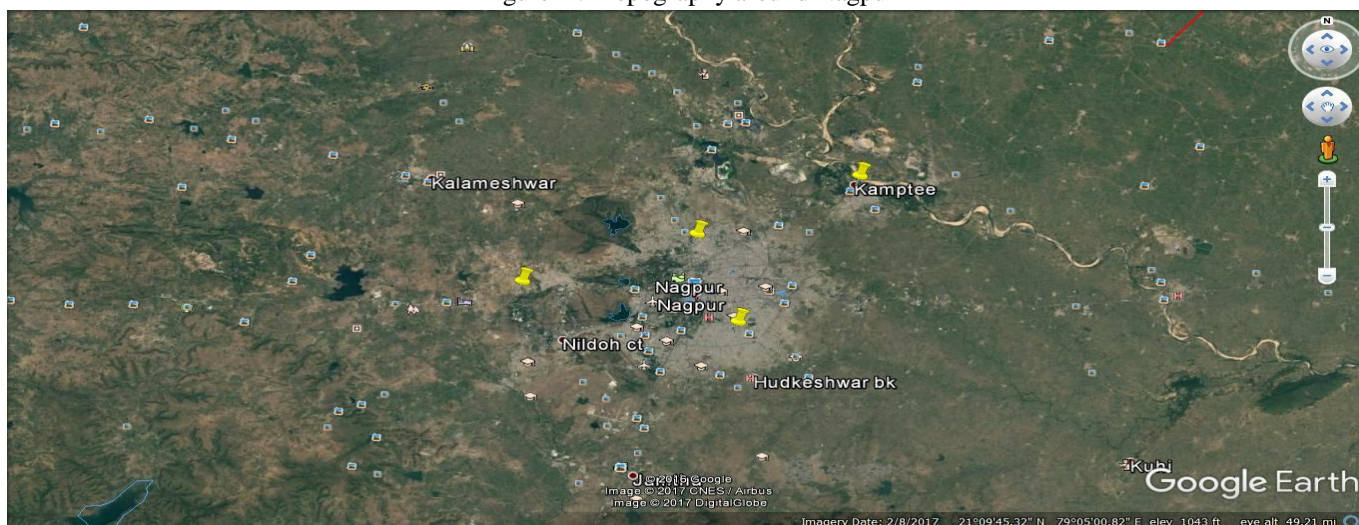 N
Kalameshwar
Kamptee
Nagpur
Nagpur
Nildoh ct
Hudkeshwar bk
© 2016 Google
Image © 2017 CNES / Airbus
Image © 2017 DigitalGlobe
Kuhi
Google Earth
Imagery Date: 2/8/2017 21°09'45.32" N 79°05'00.82" E elev 1043 ft eye alt 49.21 mi